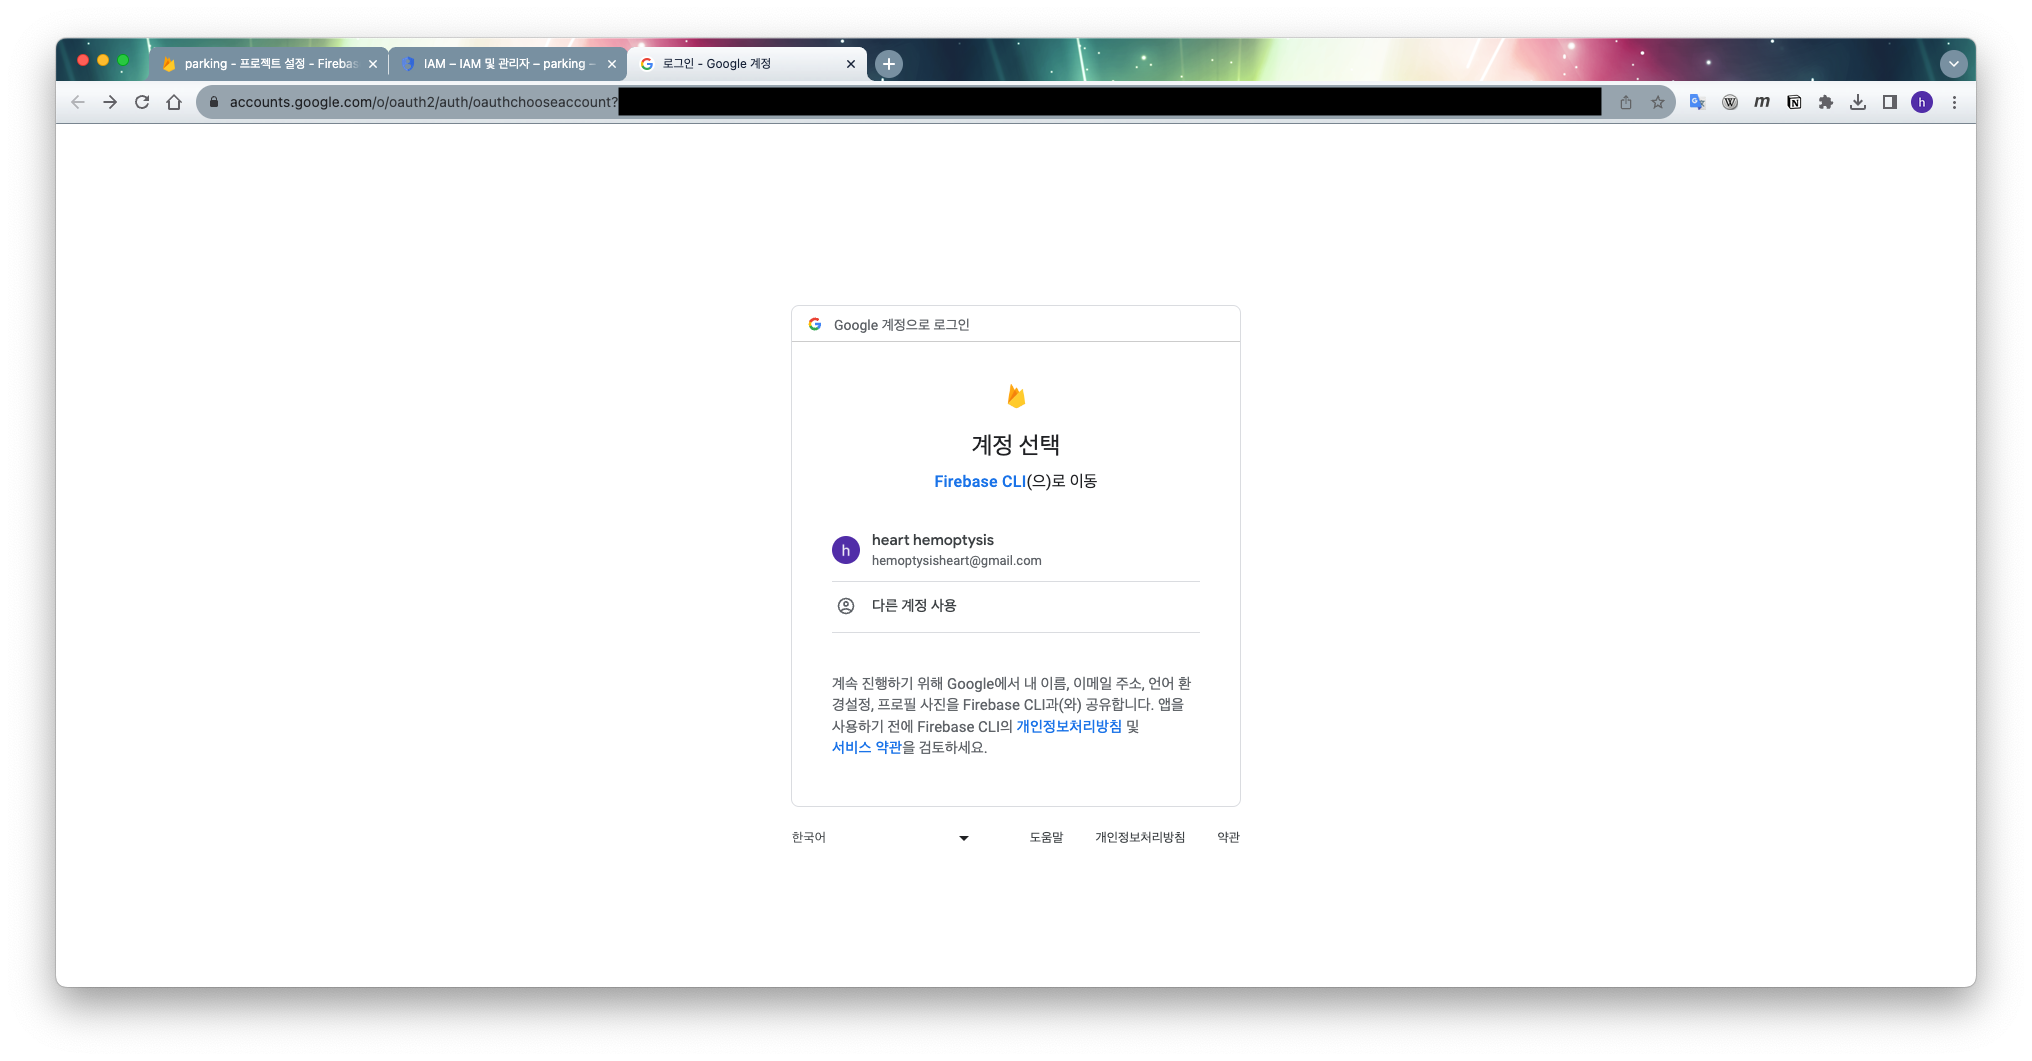 parking - 프로젝트 설정 - Firebas
IAM – IAM 및 관리자 – parking –
로그인 - Google 계정
accounts.google.com/o/oauth2/auth/oauthchooseaccount?
h
Google 계정으로 로그인
계정 선택
Firebase CLI(으)로 이동
h
heart hemoptysis
hemoptysisheart@gmail.com
다른 계정 사용
계속 진행하기 위해 Google에서 내 이름, 이메일 주소, 언어 환
경설정, 프로필 사진을 Firebase CLI과(와) 공유합니다. 앱을
사용하기 전에 Firebase CLI의 개인정보처리방침 및
서비스 약관을 검토하세요.
한국어
도움말
개인정보처리방침
약관